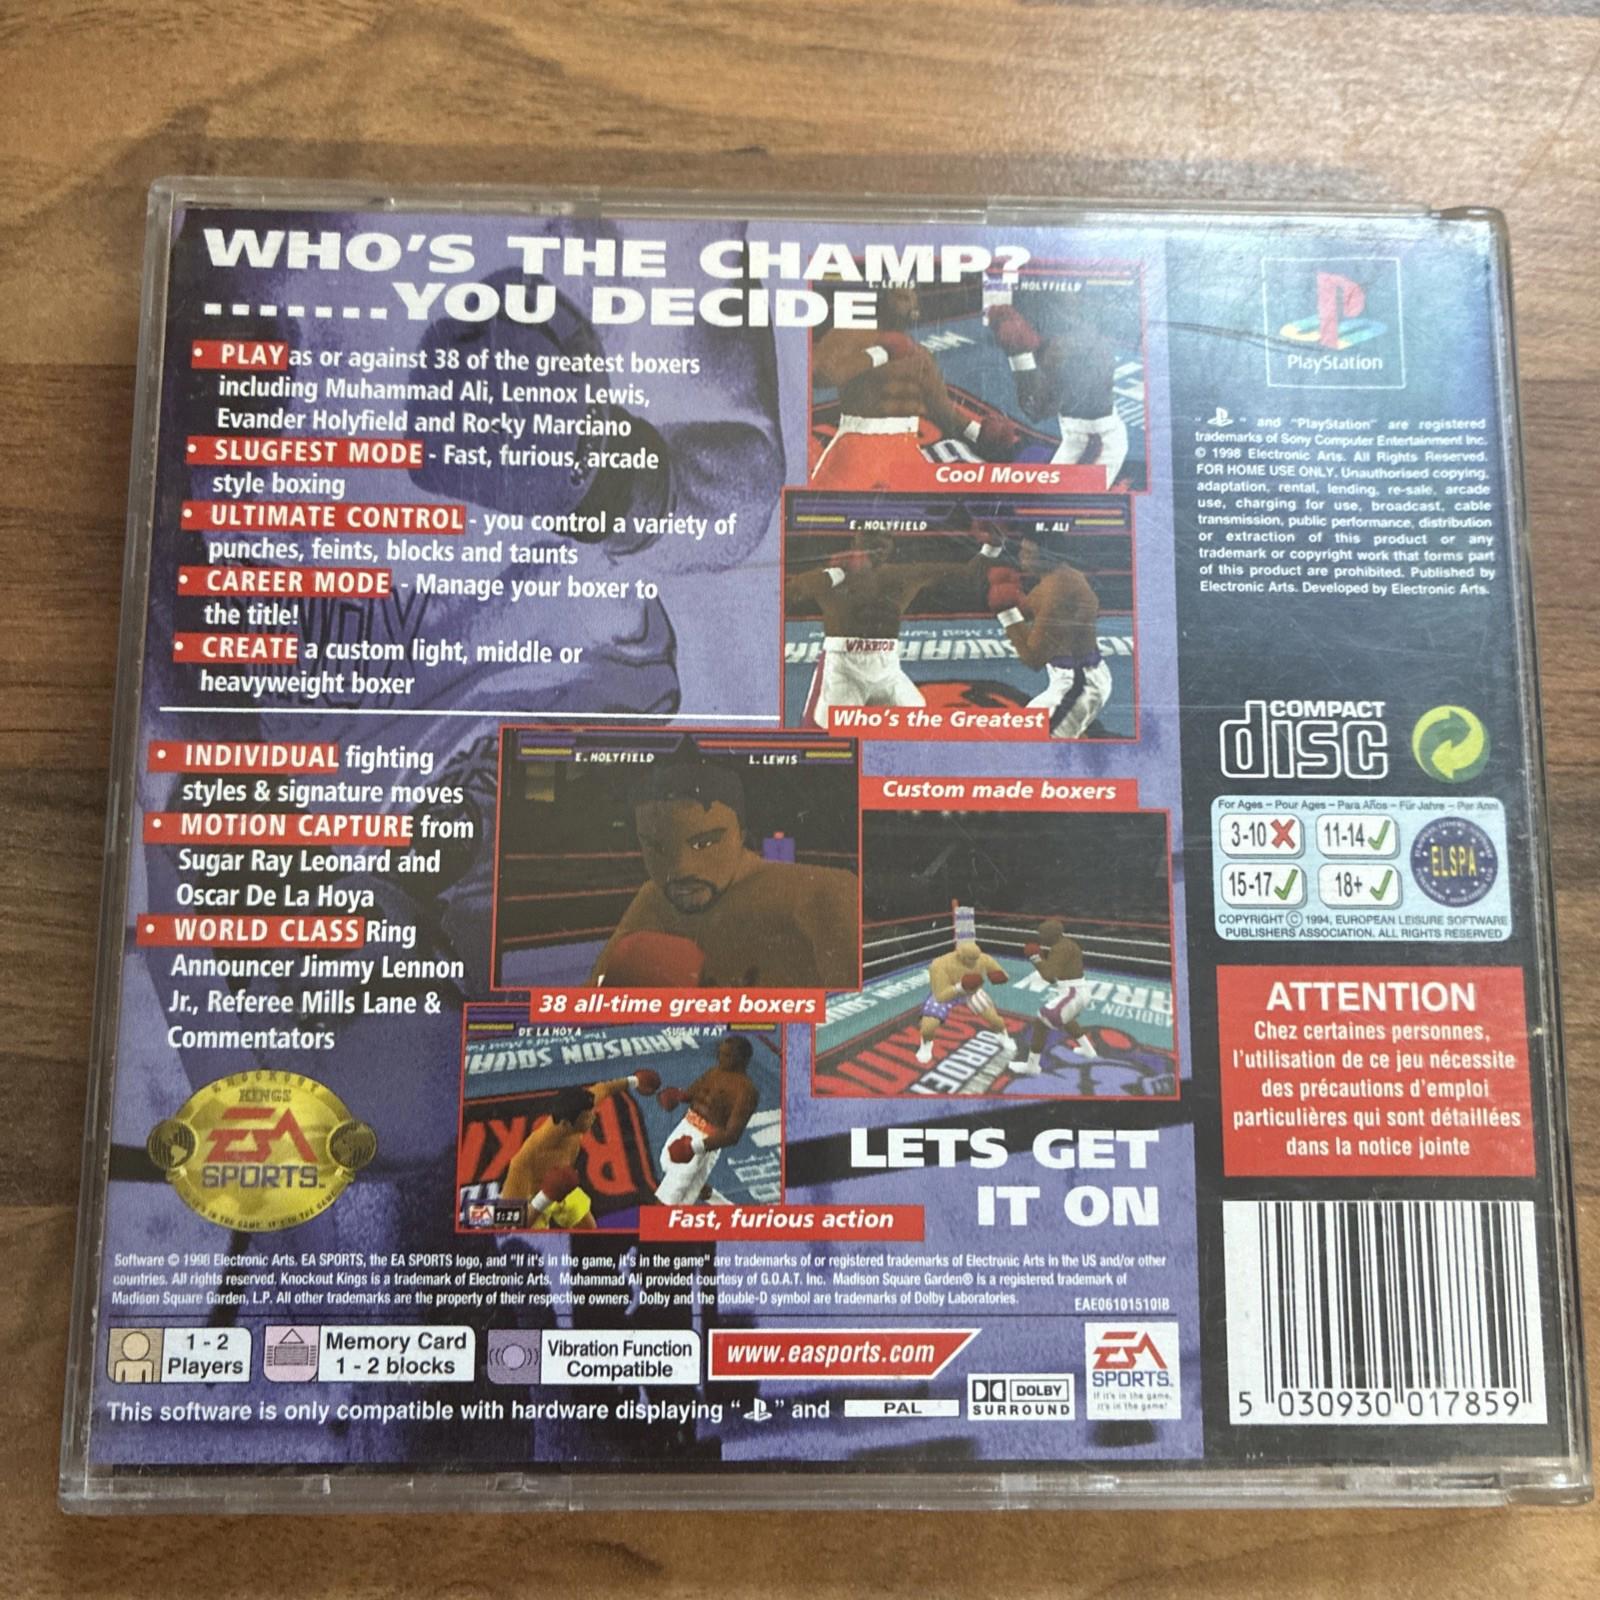 WHO'S THE CHAMP?
.......YOU DECIDE
• PLAY as or against 38 of the greatest boxers
including Muhammad Ali, Lennox Lewis,
Evander Holyfield and Rocky Marciano
• SLUGFEST MODE - Fast, furious, arcade
style boxing
• ULTIMATE CONTROL - you control a variety of
punches, feints, blocks and taunts
• CAREER MODE - Manage your boxer to
the title!
• CREATE a custom light, middle or
heavyweight boxer
• INDIVIDUAL fighting
styles & signature moves
• MOTION CAPTURE from
Sugar Ray Leonard and
Oscar De La Hoya
• WORLD CLASS Ring
Announcer Jimmy Lennon
Jr., Referee Mills Lane &
Commentators
KNOCKOUT
KINGS
EA
SPORTS™
L. LEWIS
E. HOLYFIELD
Cool Moves
E. HOLYFIELD
M. ALI
WARRIOR
Who's the Greatest
E. HOLYFIELD
L. LEWIS
38 all-time great boxers
Custom made boxers
DE LA HOYA
SUGAR RAY
MADISON SQUAR
1:29
Fast, furious action
LETS GET
IT ON
Software © 1998 Electronic Arts. EA SPORTS, the EA SPORTS logo, and "If it's in the game, it's in the game" are trademarks of or registered trademarks of Electronic Arts in the US and/or other
countries. All rights reserved. Knockout Kings is a trademark of Electronic Arts. Muhammad Ali provided courtesy of G.O.A.T. Inc. Madison Square Garden® is a registered trademark of
Madison Square Garden, L.P. All other trademarks are the property of their respective owners. Dolby and the double-D symbol are trademarks of Dolby Laboratories.
EAE06101510IB
1 - 2
Players
Memory Card
1 - 2 blocks
Vibration Function
Compatible
www.easports.com
DOLBY
SURROUND
EA
SPORTS™
If it's in the game,
it's in the game!
This software is only compatible with hardware displaying " " and PAL
PlayStation
" " and "PlayStation" are registered
trademarks of Sony Computer Entertainment Inc.
© 1998 Electronic Arts. All Rights Reserved.
FOR HOME USE ONLY. Unauthorised copying,
adaptation, rental, lending, re-sale, arcade
use, charging for use, broadcast, cable
transmission, public performance, distribution
or extraction of this product or any
trademark or copyright work that forms part
of this product are prohibited. Published by
Electronic Arts. Developed by Electronic Arts.
COMPACT
disc
For Ages – Pour Ages – Para Años – Für Jahre – Per Anni
3-10 11-14
15-17 18+
ELSPA
COPYRIGHT © 1994, EUROPEAN LEISURE SOFTWARE
PUBLISHERS ASSOCIATION. ALL RIGHTS RESERVED
ATTENTION
Chez certaines personnes,
l'utilisation de ce jeu nécessite
des précautions d'emploi
particulières qui sont détaillées
dans la notice jointe
5 030930 017859